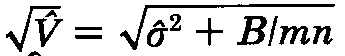 √V̂ = √σ̂² + B/mn